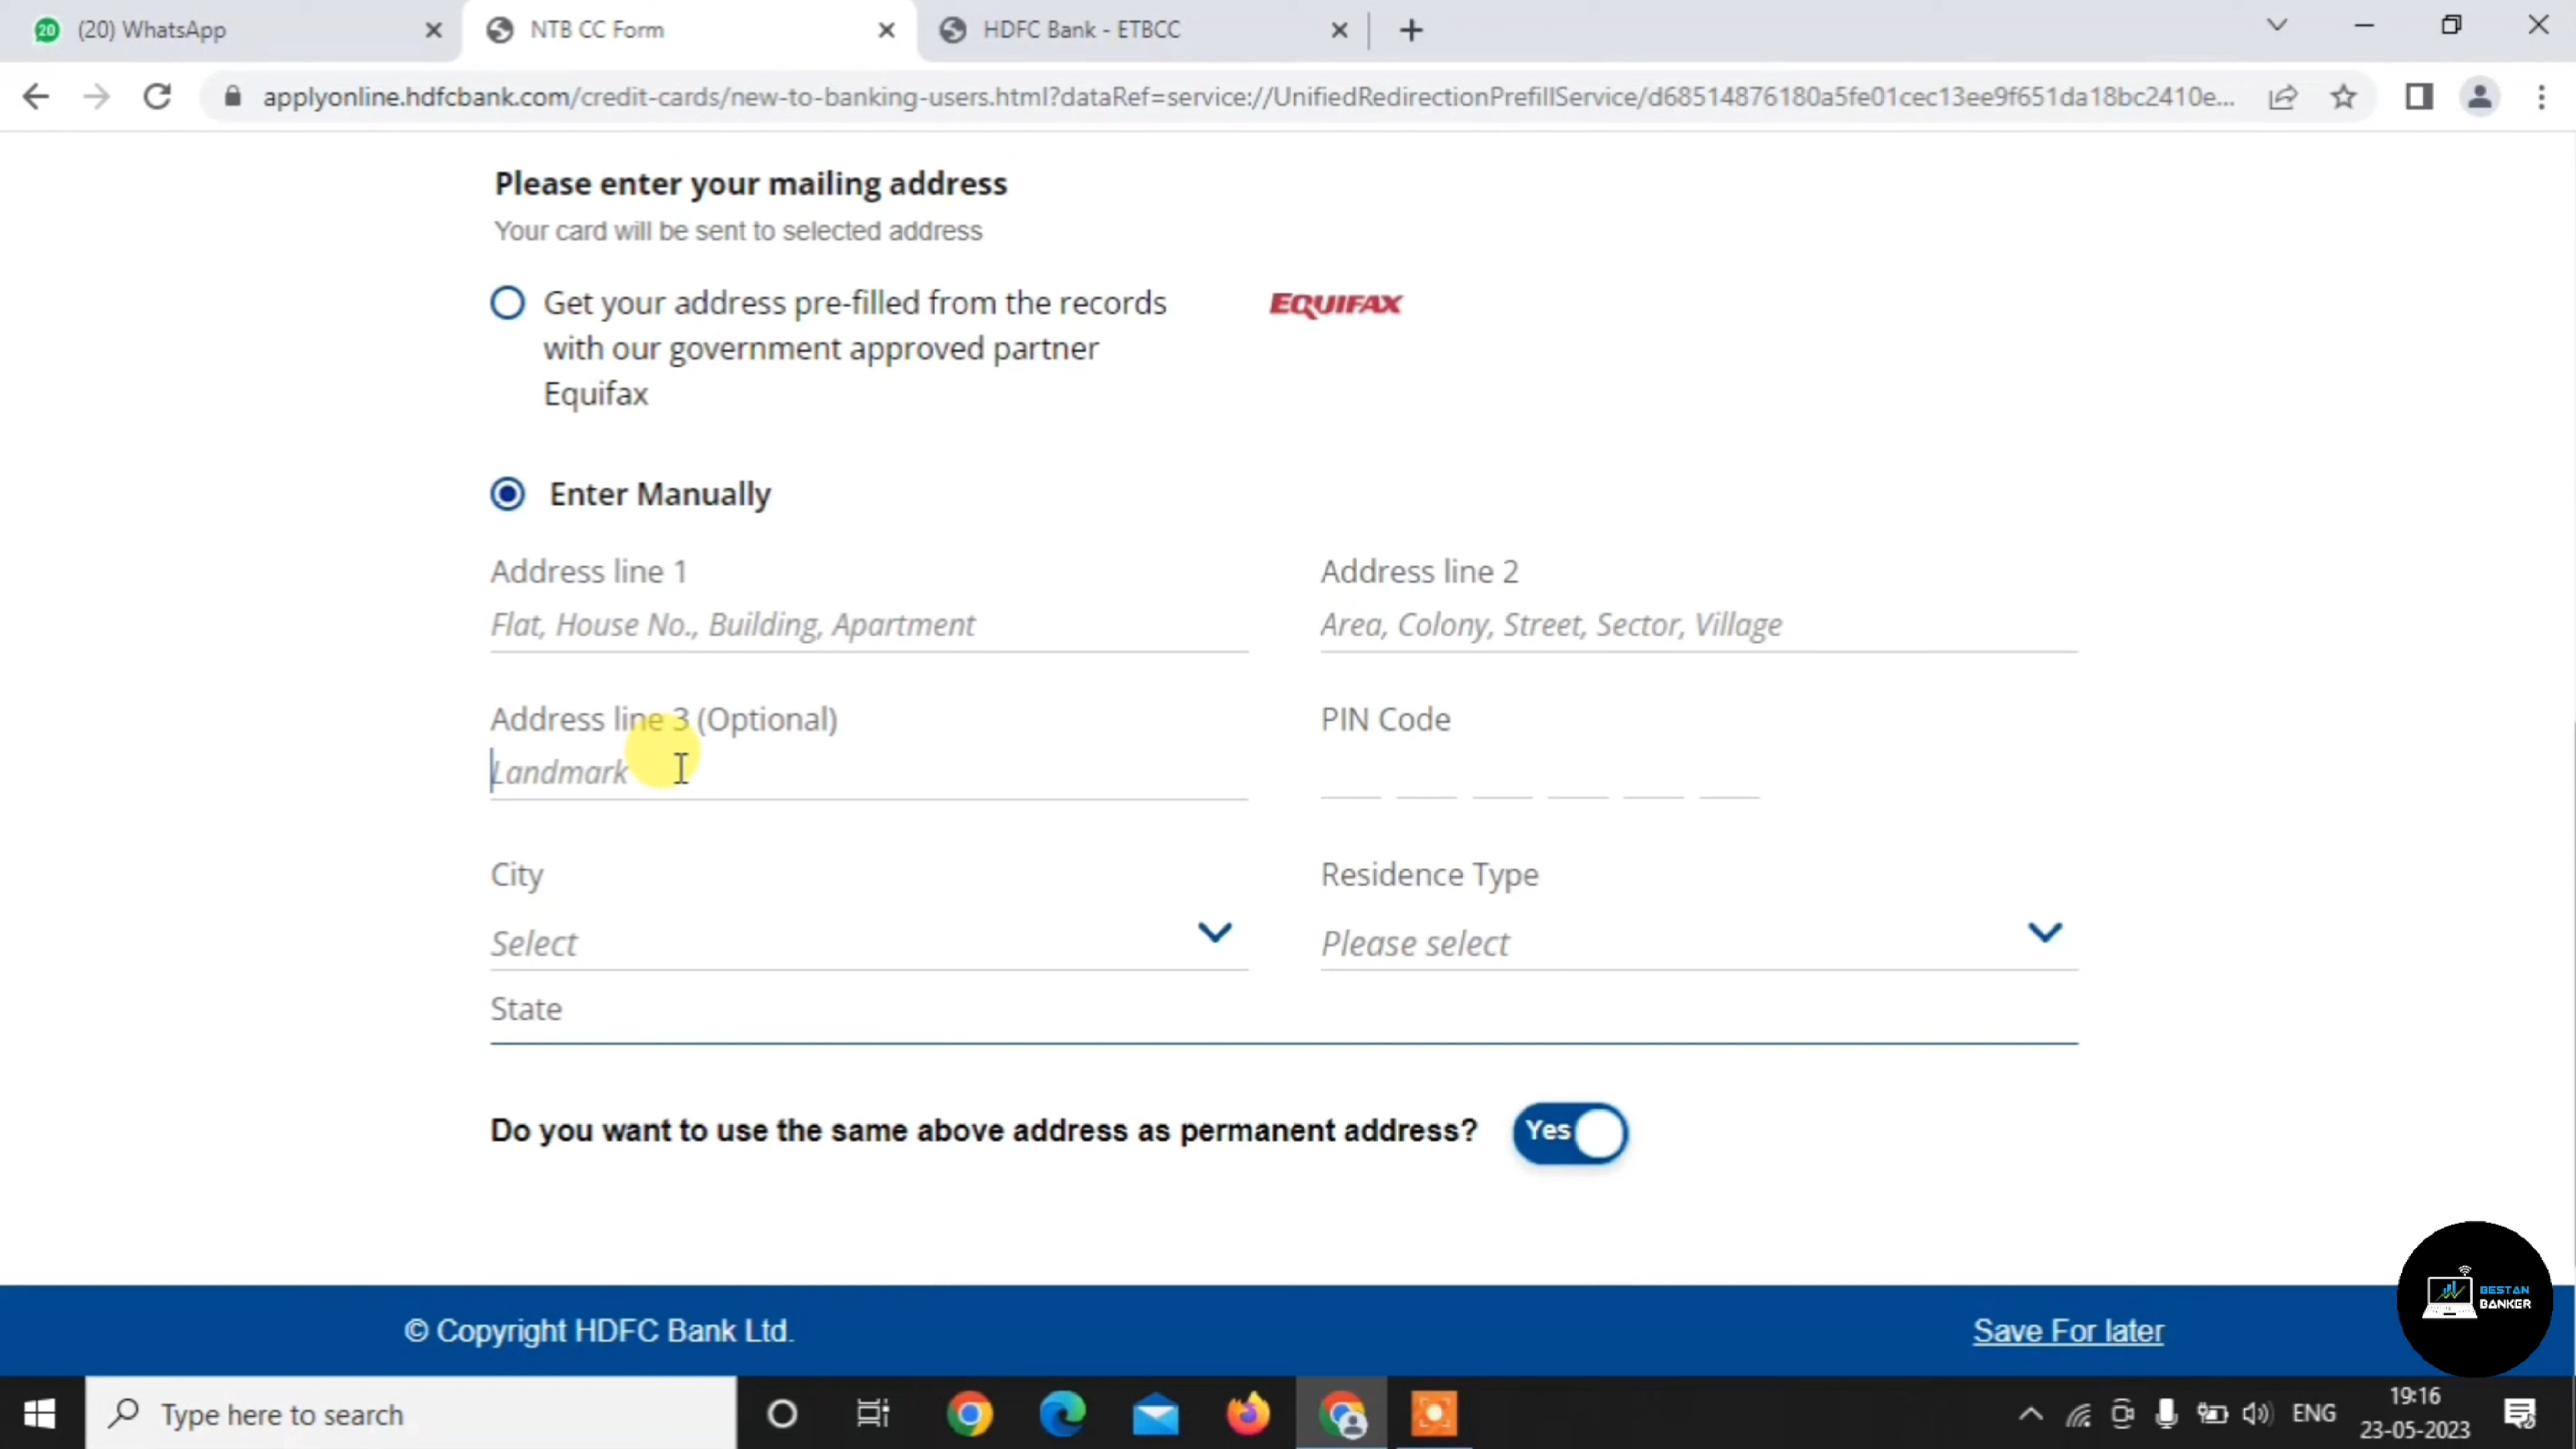 20 (20) WhatsApp
NTB CC Form
HDFC Bank - ETBCC
applyonline.hdfcbank.com/credit-cards/new-to-banking-users.html?dataRef=service://UnifiedRedirectionPrefillService/d68514876180a5fe01cec13ee9f651da18bc2410e...
Please enter your mailing address
Your card will be sent to selected address
Get your address pre-filled from the records
with our government approved partner
Equifax
EQUIFAX
Enter Manually
Address line 1
Flat, House No., Building, Apartment
Address line 2
Area, Colony, Street, Sector, Village
Address line 3 (Optional)
Landmark
PIN Code
City
Select
Residence Type
Please select
State
Do you want to use the same above address as permanent address?
Yes
BESTAN
BANKER
© Copyright HDFC Bank Ltd.
Save For later
Type here to search
ENG
19:16
23-05-2023